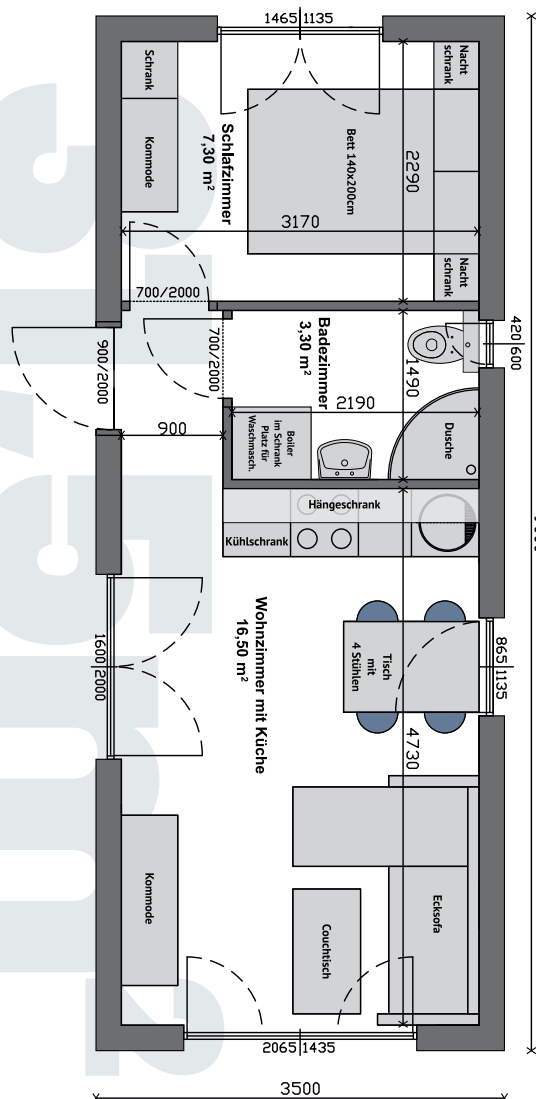 1465 1135
Schrank
Kommode
Nacht
schrank
Bett 140x200cm
Schlafzimmer
7,30 m²
2290
3170
Nacht
schrank
700/2000
900/2000
700/2000
420 600
Badezimmer
3,30 m²
1490
2190
900
Boiler
im Schrank
Platz für
Waschmasch.
Dusche
Hängeschrank
Kühlschrank
Wohnzimmer mit Küche
16,50 m²
Tisch
mit
4 Stühlen
865 1135
1600 2000
4730
Kommode
Couchtisch
Ecksofa
2065 1435
3500